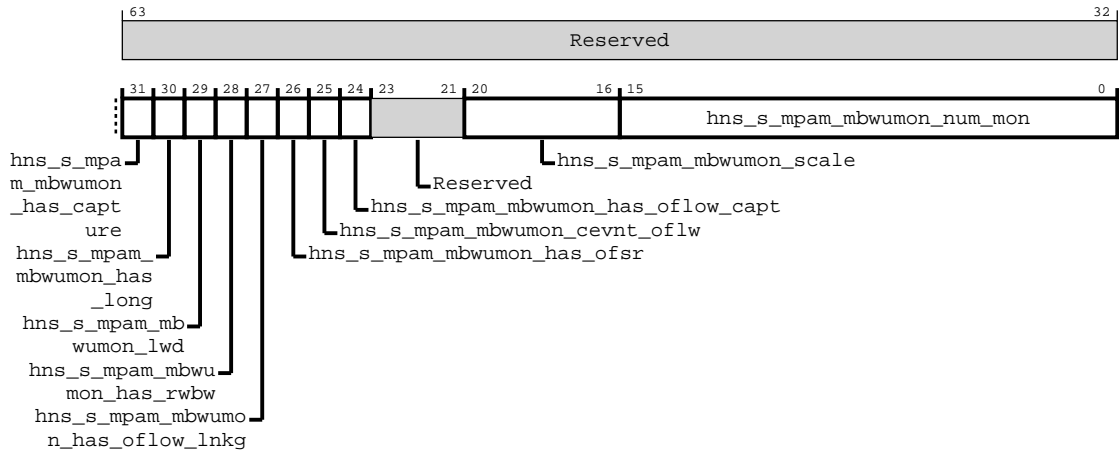 63 32
Reserved
31 30 29 28 27 26 25 24 23 21 20 16 15 0
hns_s_mpam_mbwumon_num_mon
hns_s_mpa
m_mbwumon
_has_capt
ure
hns_s_mpam_mbwumon_scale
Reserved
hns_s_mpam_mbwumon_has_oflow_capt
hns_s_mpam_mbwumon_cevnt_oflw
hns_s_mpam_mbwumon_has_ofsr
hns_s_mpam_
mbwumon_has
_long
hns_s_mpam_mb
wumon_lwd
hns_s_mpam_mbwu
mon_has_rwbw
hns_s_mpam_mbwumo
n_has_oflow_lnkg